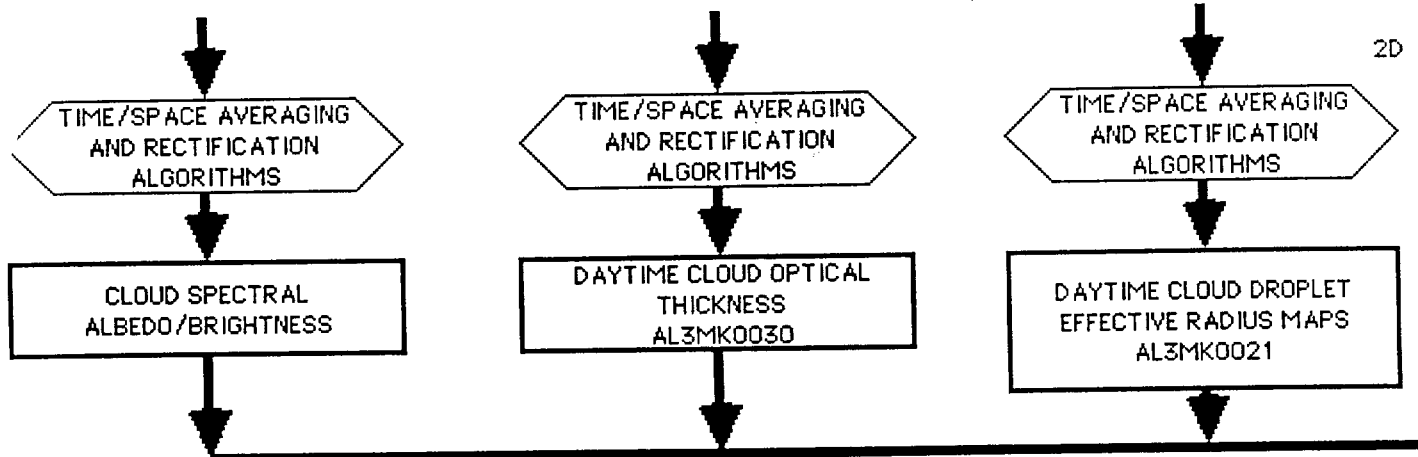 2D
TIME/SPACE AVERAGING
AND RECTIFICATION
ALGORITHMS
TIME/SPACE AVERAGING
AND RECTIFICATION
ALGORITHMS
TIME/SPACE AVERAGING
AND RECTIFICATION
ALGORITHMS
CLOUD SPECTRAL
ALBEDO/BRIGHTNESS
DAYTIME CLOUD OPTICAL
THICKNESS
AL3MK0030
DAYTIME CLOUD DROPLET
EFFECTIVE RADIUS MAPS
AL3MK0021